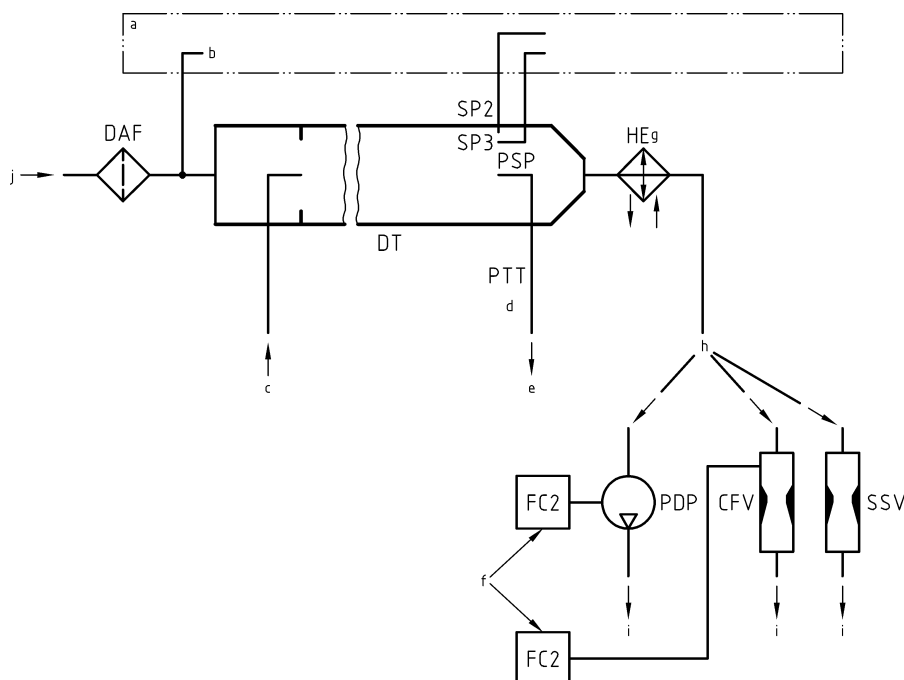 a
b
SP2
DAF
SP3
HE g
PSP
j
DT
PTT
d
h
c
e
FC2
PDP
CFV
SSV
f
i
i
i
FC2